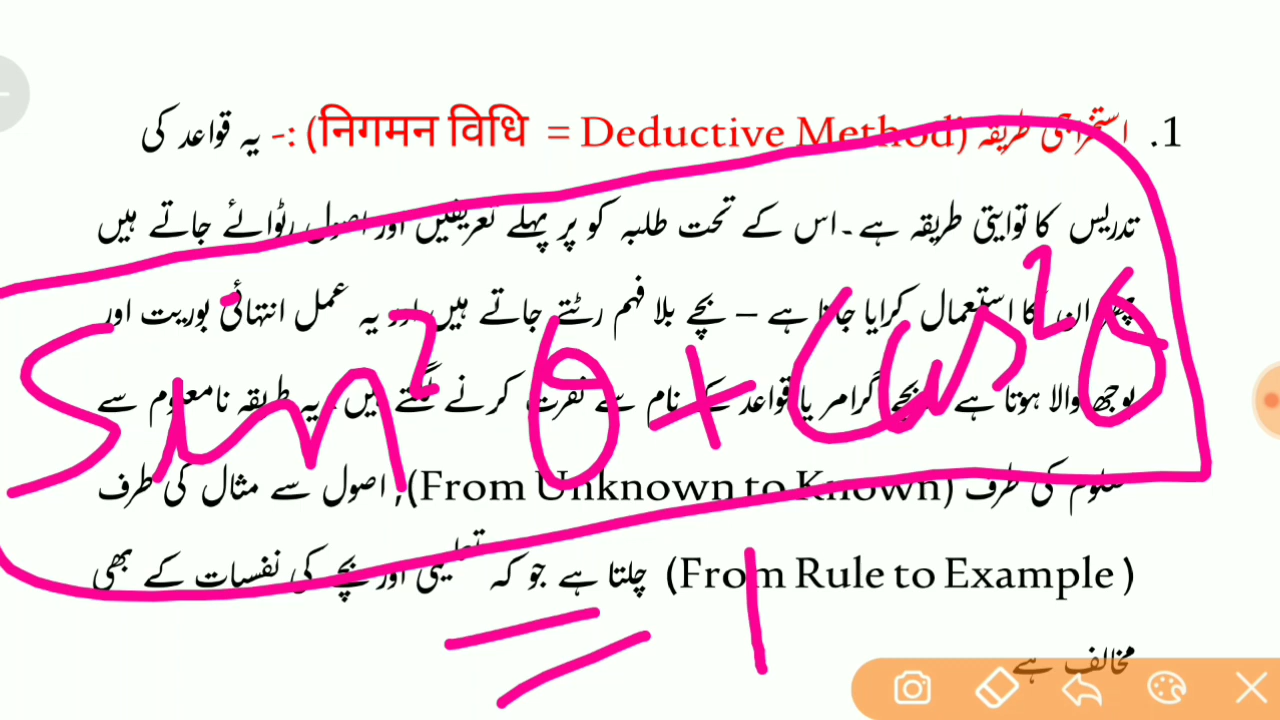 1. استخراجی طریقہ (निगमन विधि = Deductive Method) :- یہ قواعد کی
تدریس کا توایتی طریقہ ہے۔ اس کے تحت طلبہ کو پر پہلے تعریفیں اور اصول رٹوائے جاتے ہیں
پھر ان کا استعمال کرایا جاتا ہے – بچے بلا فہم رٹتے جاتے ہیں اور یہ عمل انتہائی بوریت اور
بوجھ والا ہوتا ہے بچے گرامر یا قواعد کے نام سے نفرت کرنے لگتے ہیں یہ طریقہ نامعلوم سے
معلوم کی طرف (From Unknown to Known), اصول سے مثال کی طرف
(From Rule to Example) چلتا ہے جو کہ تعلیمی اور بچے کی نفسیات کے بھی
مخالف ہے
Sin²θ + Cos²θ
= 1